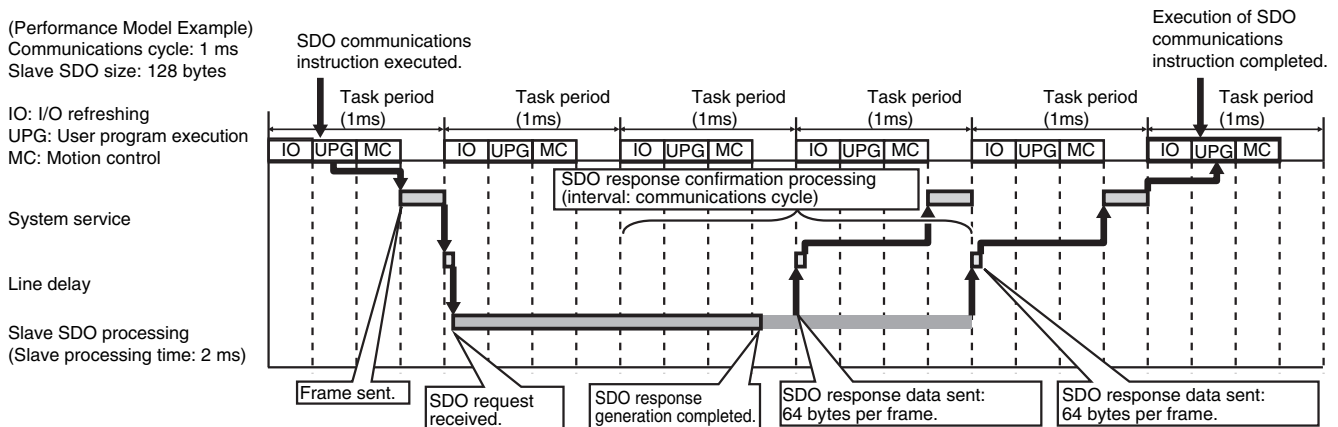 (Performance Model Example)
Communications cycle: 1 ms
Slave SDO size: 128 bytes
SDO communications
instruction executed.
Execution of SDO
communications
instruction completed.
IO: I/O refreshing
UPG: User program execution
MC: Motion control
Task period
(1ms)
Task period
(1ms)
Task period
(1ms)
Task period
(1ms)
Task period
(1ms)
Task period
(1ms)
IO UPG MC
IO UPG MC
IO UPG MC
IO UPG MC
IO UPG MC
IO UPG MC
SDO response confirmation processing
(interval: communications cycle)
System service
Line delay
Slave SDO processing
(Slave processing time: 2 ms)
Frame sent.
SDO request
received.
SDO response
generation completed.
SDO response data sent:
64 bytes per frame.
SDO response data sent:
64 bytes per frame.